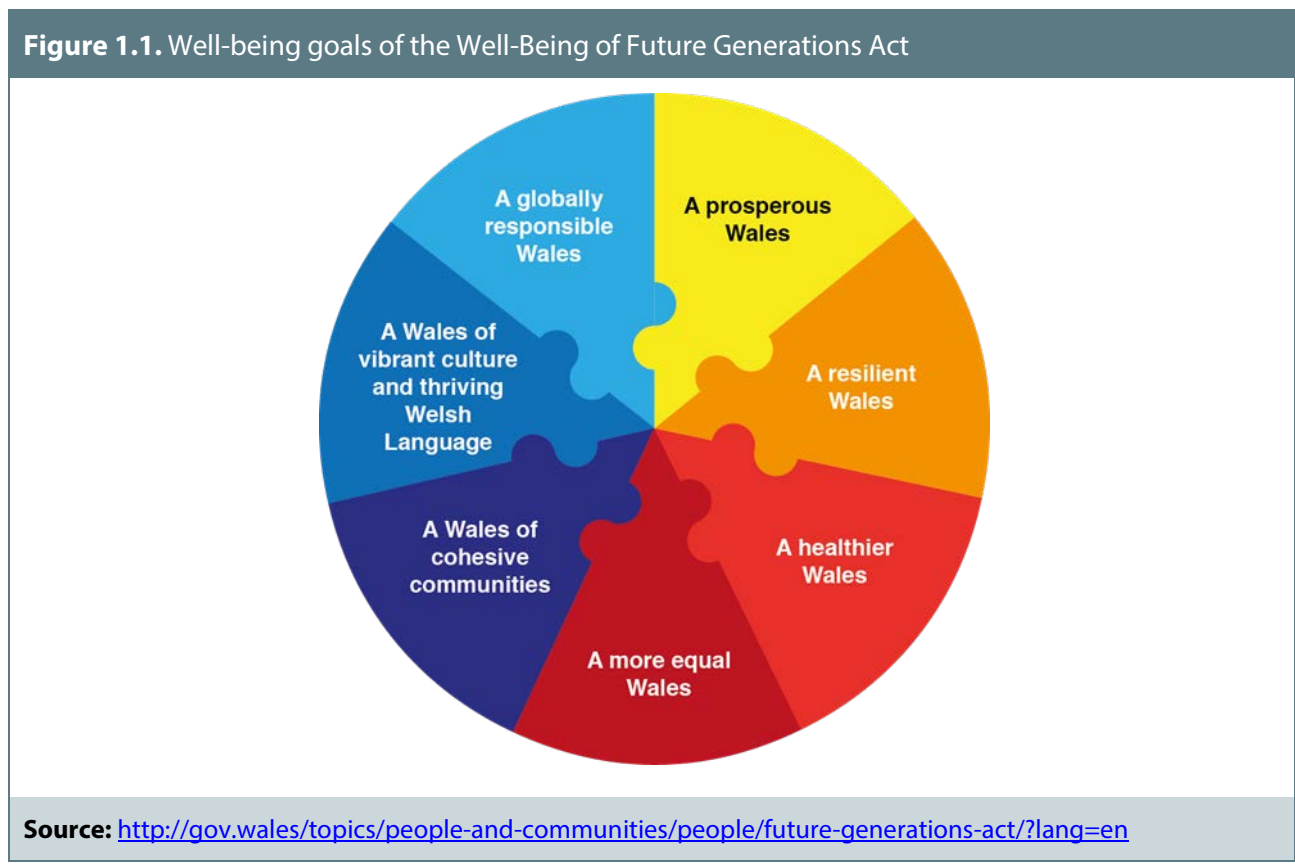 Figure 1.1. Well-being goals of the Well-Being of Future Generations Act
A prosperous
Wales
A resilient
Wales
A healthier
Wales
A more equal
Wales
A Wales of
cohesive
communities
A Wales of
vibrant culture
and thriving
Welsh
Language
A globally
responsible
Wales
Source: http://gov.wales/topics/people-and-communities/people/future-generations-act/?lang=en